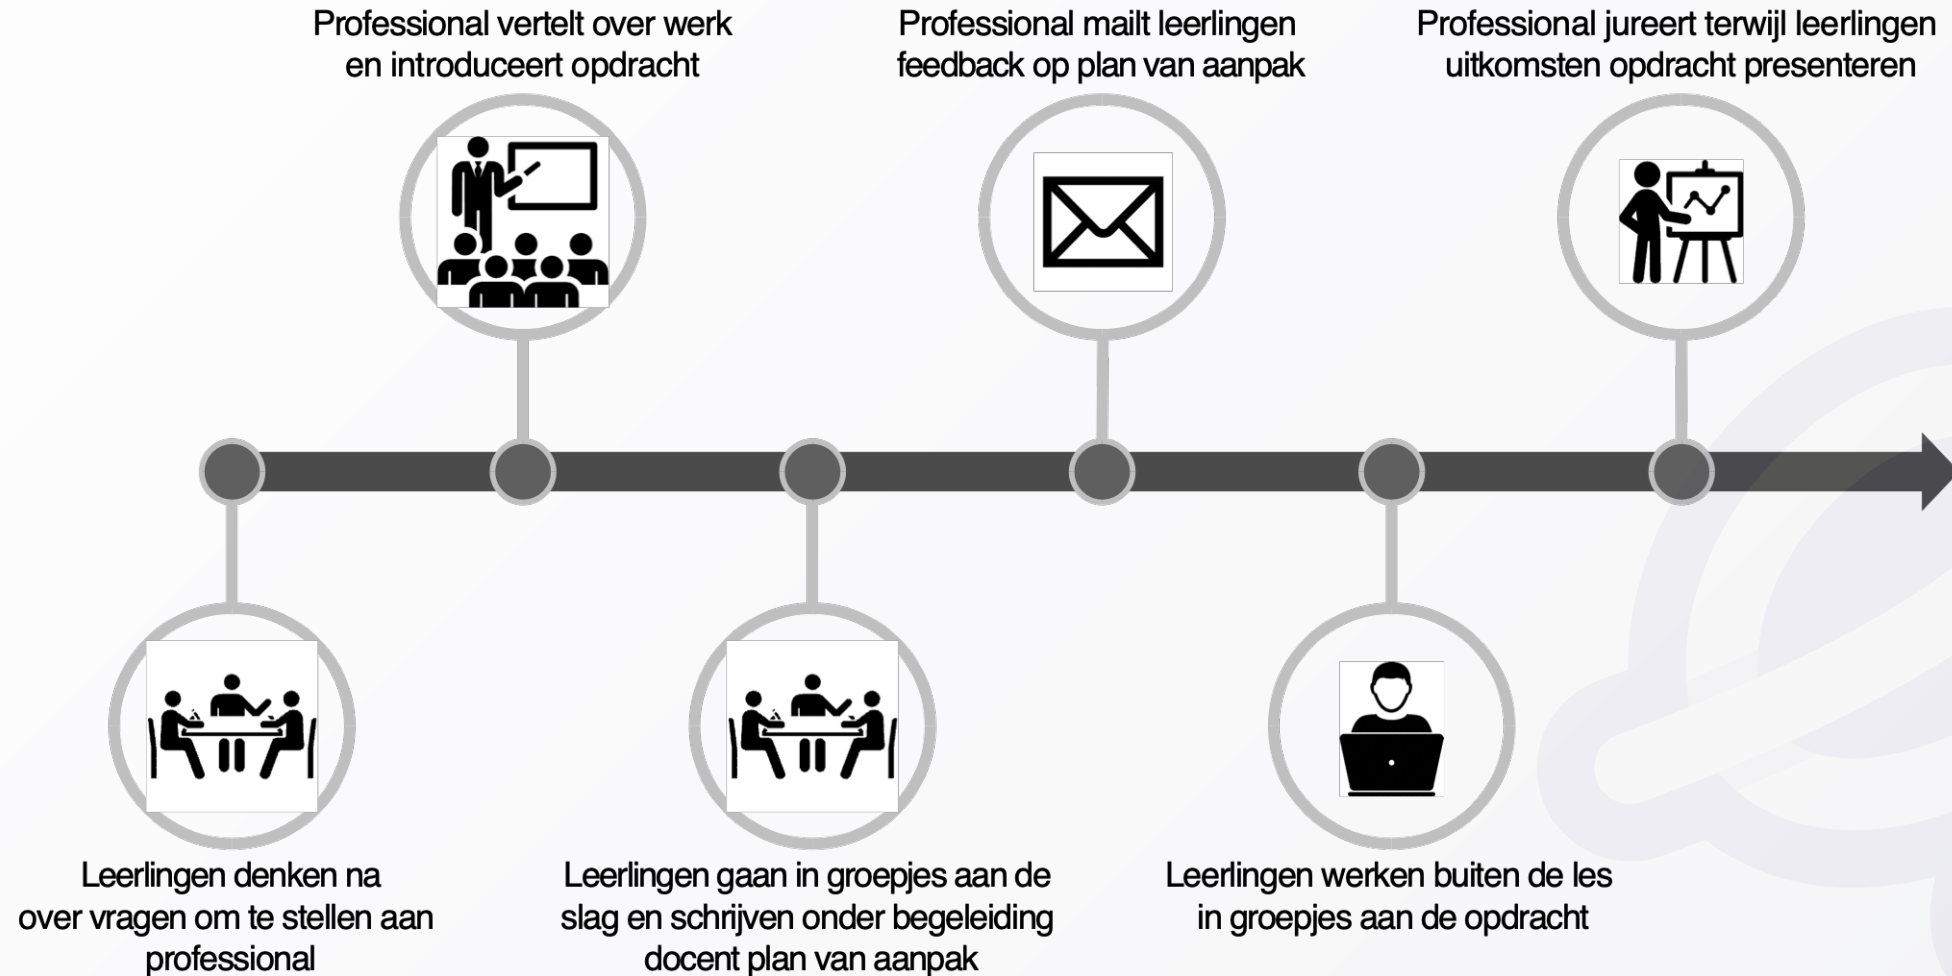 Professional vertelt over werk
en introduceert opdracht
Professional mailt leerlingen
feedback op plan van aanpak
Professional jureert terwijl leerlingen
uitkomsten opdracht presenteren
Leerlingen denken na
over vragen om te stellen aan
professional
Leerlingen gaan in groepjes aan de
slag en schrijven onder begeleiding
docent plan van aanpak
Leerlingen werken buiten de les
in groepjes aan de opdracht